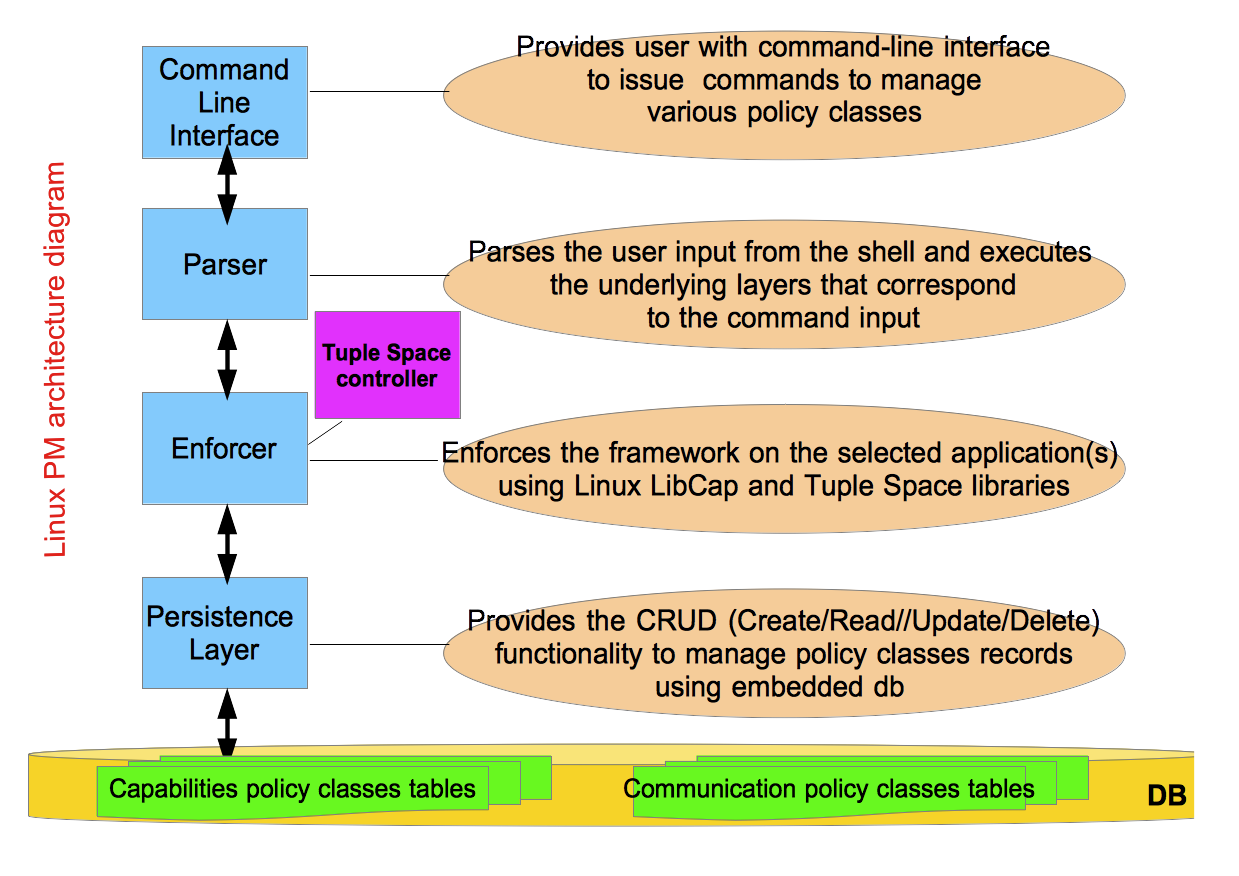 Linux PM architecture diagram
Command
Line
Interface
Provides user with command-line interface
to issue  commands to manage
various policy classes
Parser
Parses the user input from the shell and executes
the underlying layers that correspond
to the command input
Tuple Space
controller
Enforcer
Enforces the framework on the selected application(s)
using Linux LibCap and Tuple Space libraries
Persistence
Layer
Provides the CRUD (Create/Read//Update/Delete)
functionality to manage policy classes records
using embedded db
Capabilities policy classes tables
Communication policy classes tables
DB